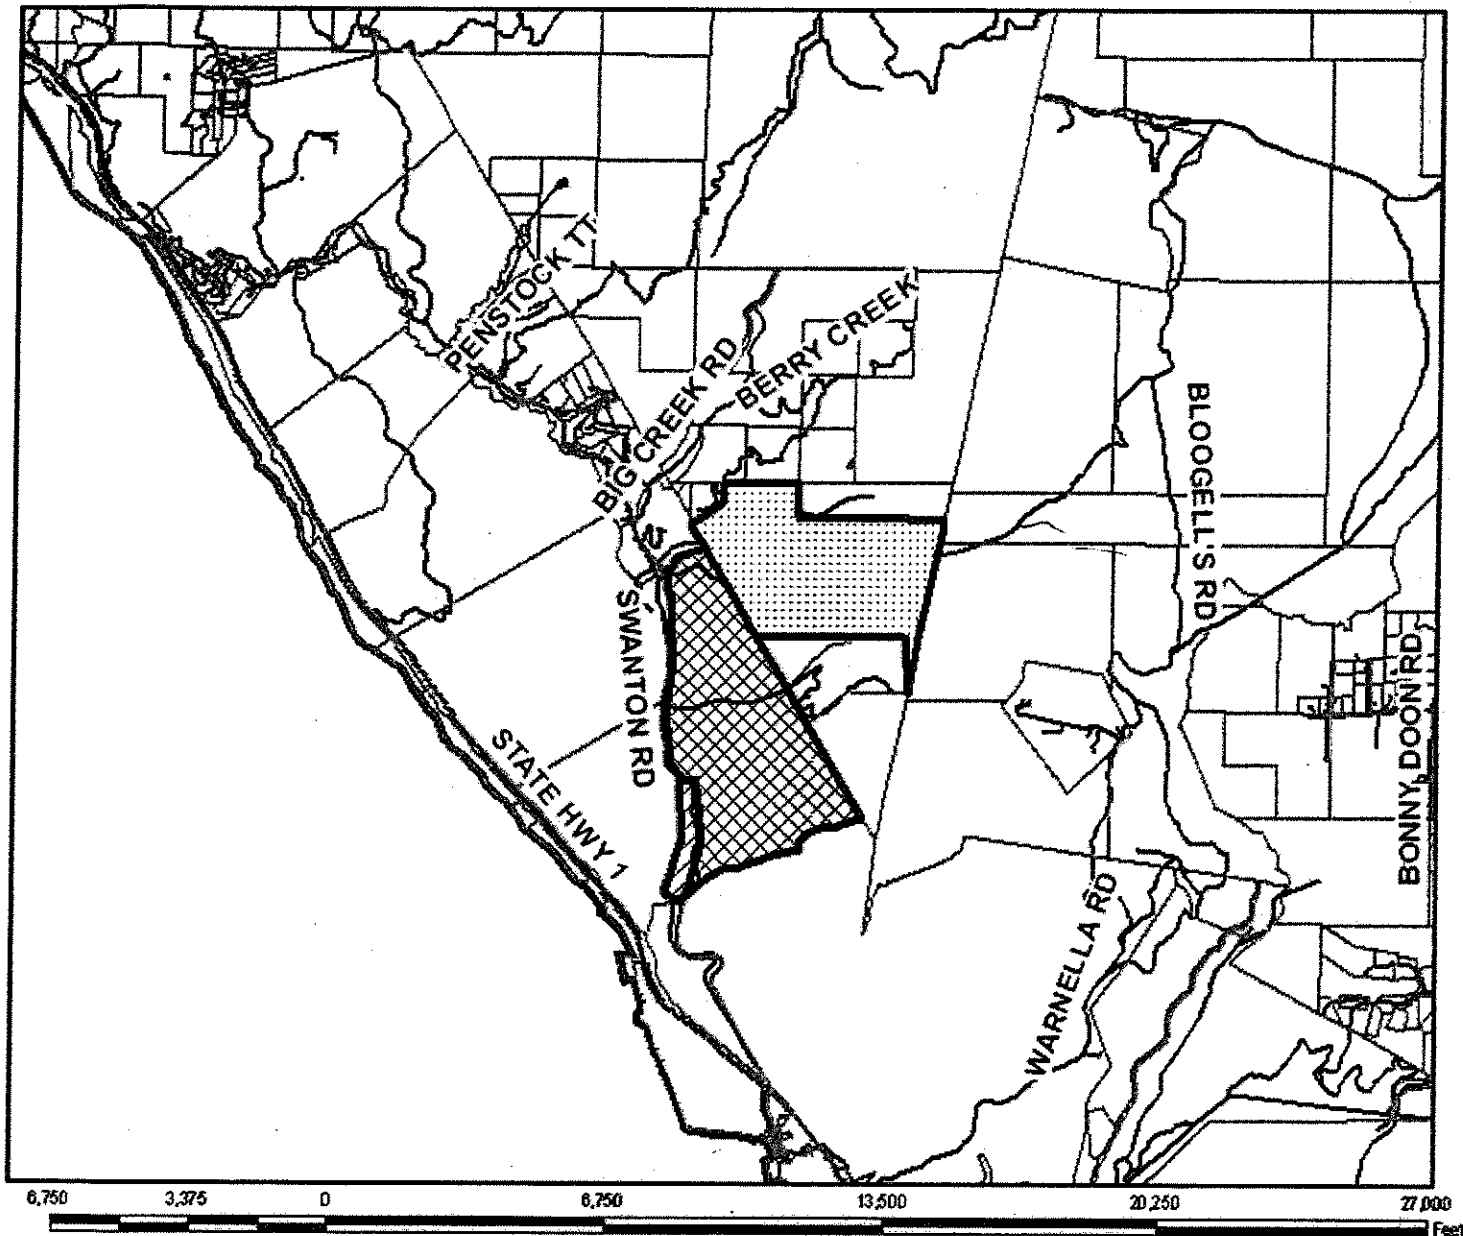 PENSTOCK TT
BIG CREEK RD
BERRY CREEK
BLOOGELL'S RD
SWANTON RD
STATE HWY 1
BONNY DOON RD
WARNELLA RD
6,750 3,375 0 6,750 13,500 20,250 27,000
Feet